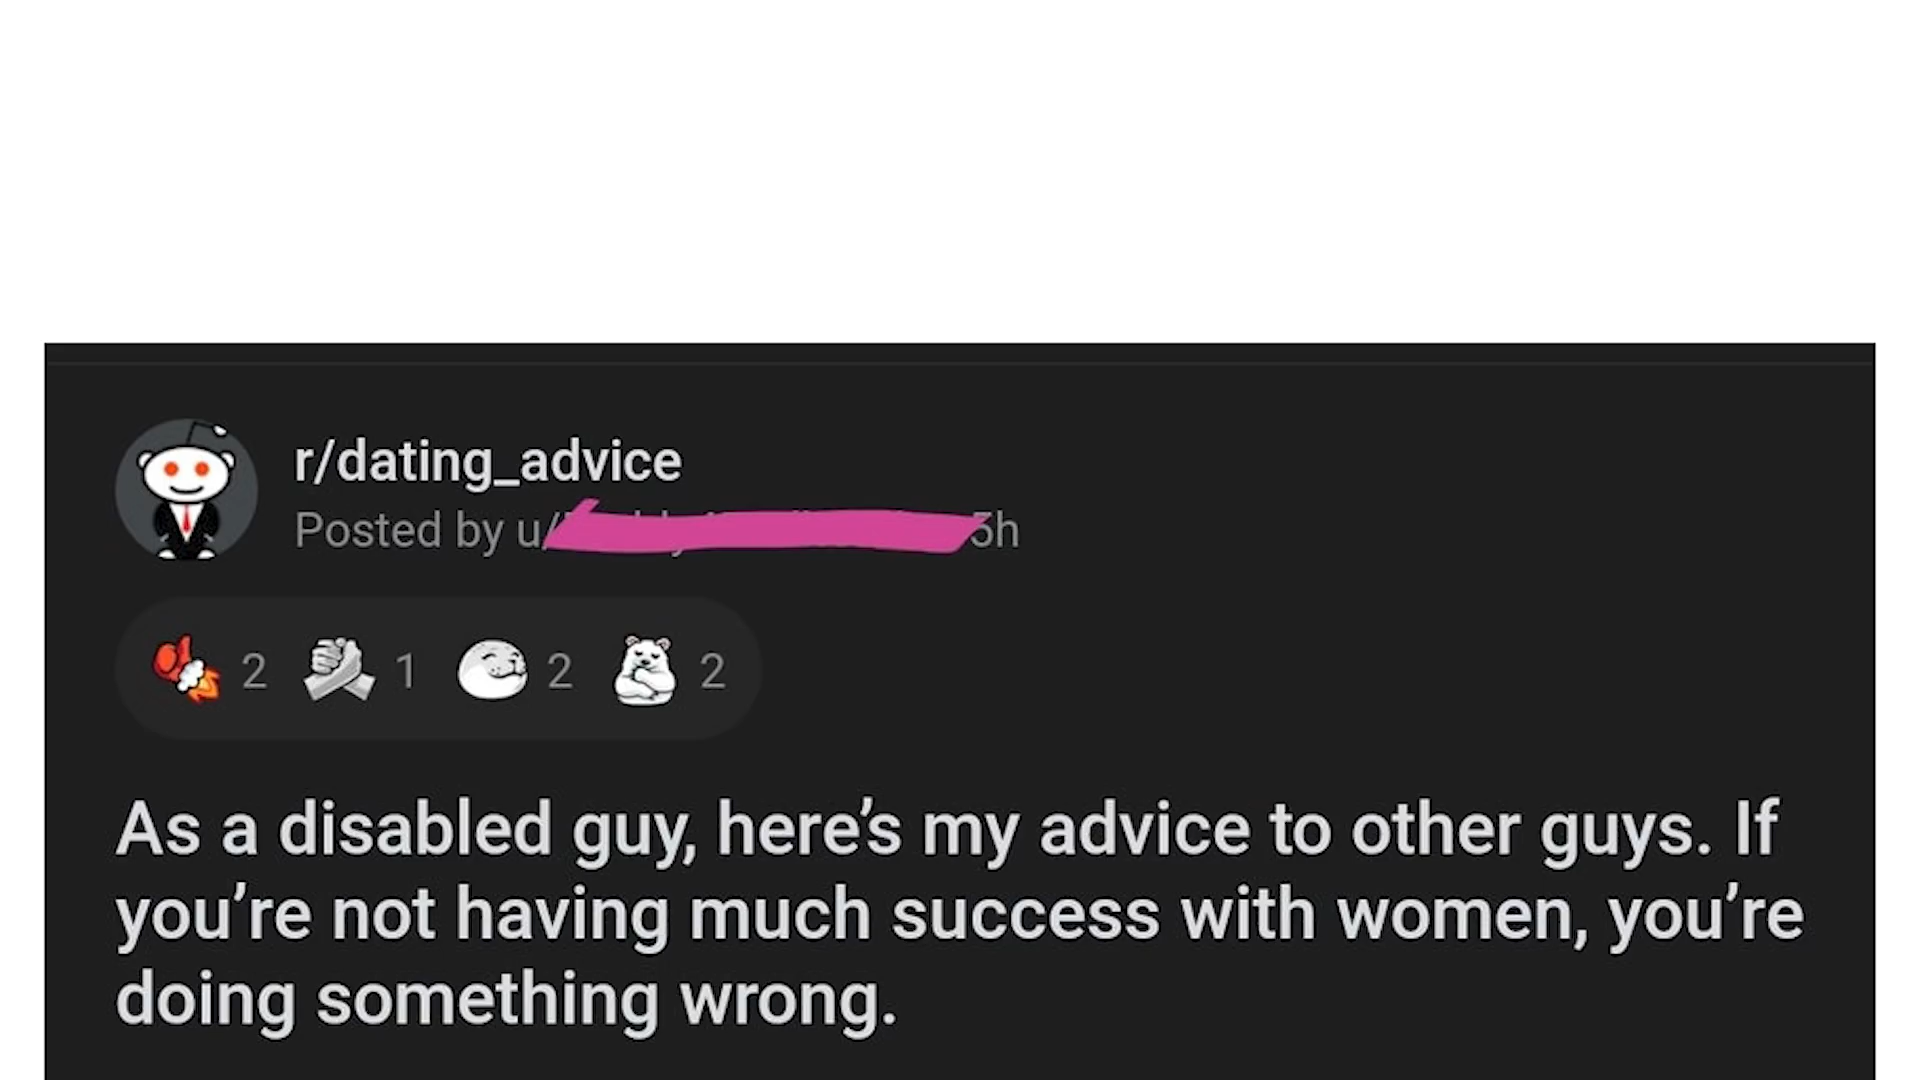 r/dating_advice
Posted by u/ 5h
2 1 2 2
As a disabled guy, here's my advice to other guys. If
you're not having much success with women, you're
doing something wrong.